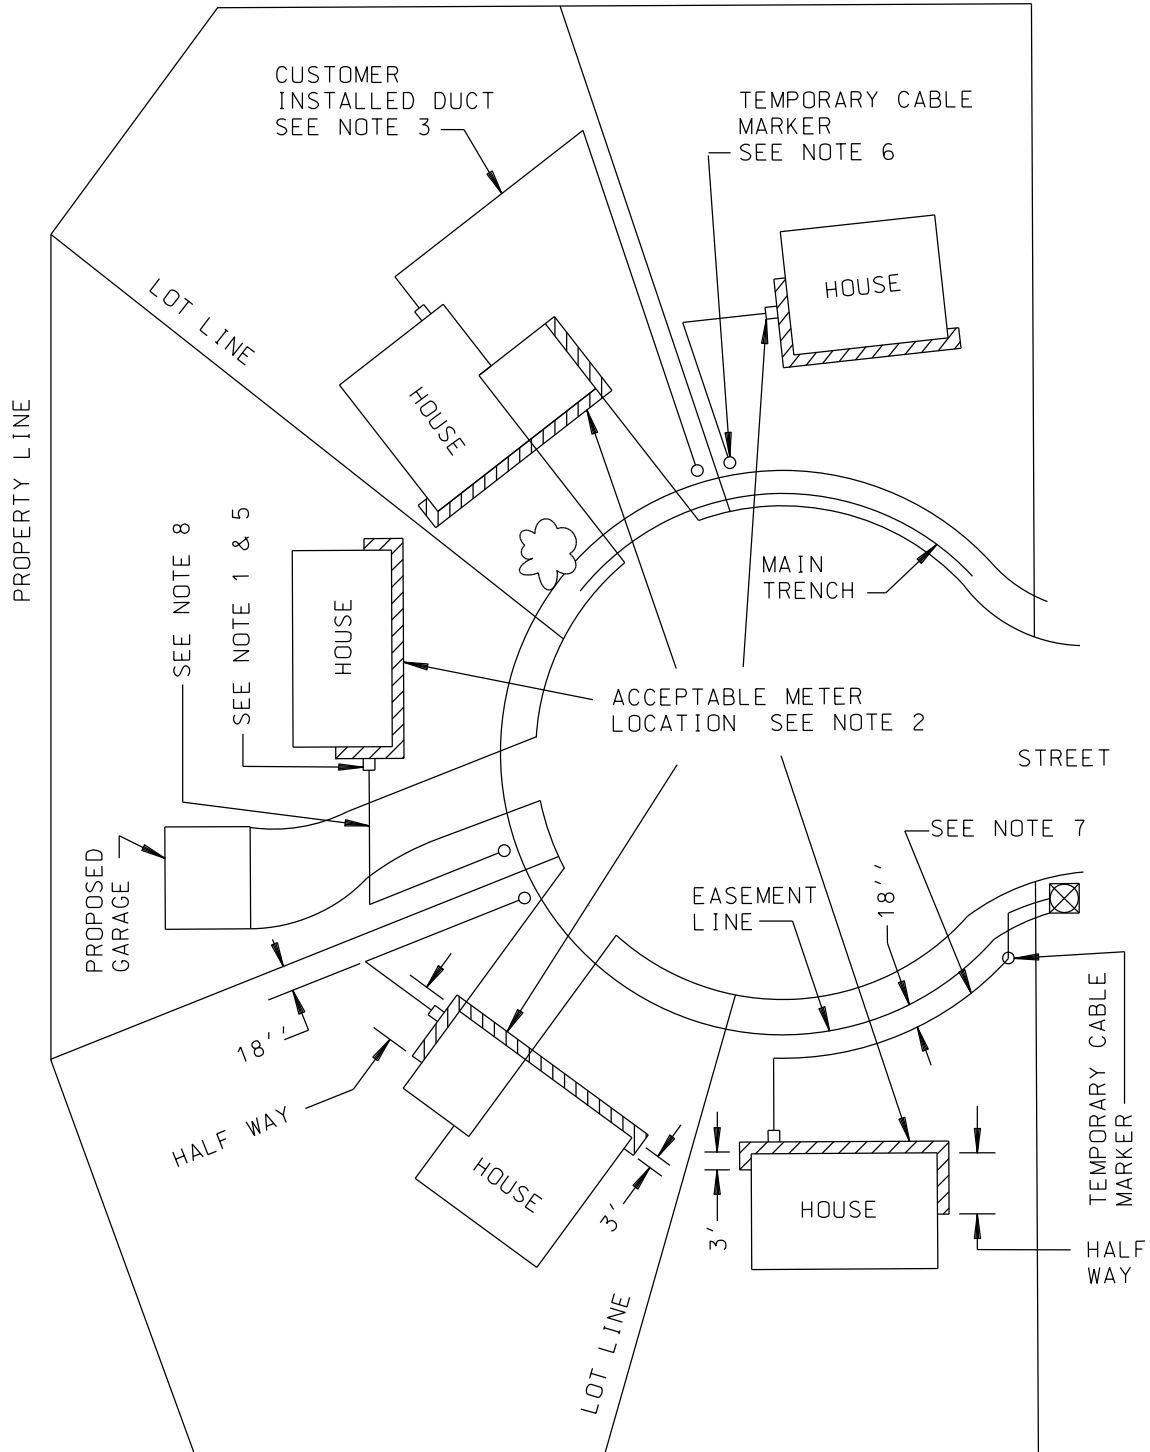 CUSTOMER
INSTALLED DUCT
SEE NOTE 3
TEMPORARY CABLE
MARKER
SEE NOTE 6
HOUSE
LOT LINE
HOUSE
PROPERTY LINE
SEE NOTE 8
SEE NOTE 1 & 5
HOUSE
MAIN
TRENCH
ACCEPTABLE METER
LOCATION SEE NOTE 2
STREET
SEE NOTE 7
PROPOSED
GARAGE
EASEMENT
LINE
18''
18''
HALF WAY
HOUSE
3'
3'
HOUSE
TEMPORARY CABLE
MARKER
HALF
WAY
LOT LINE